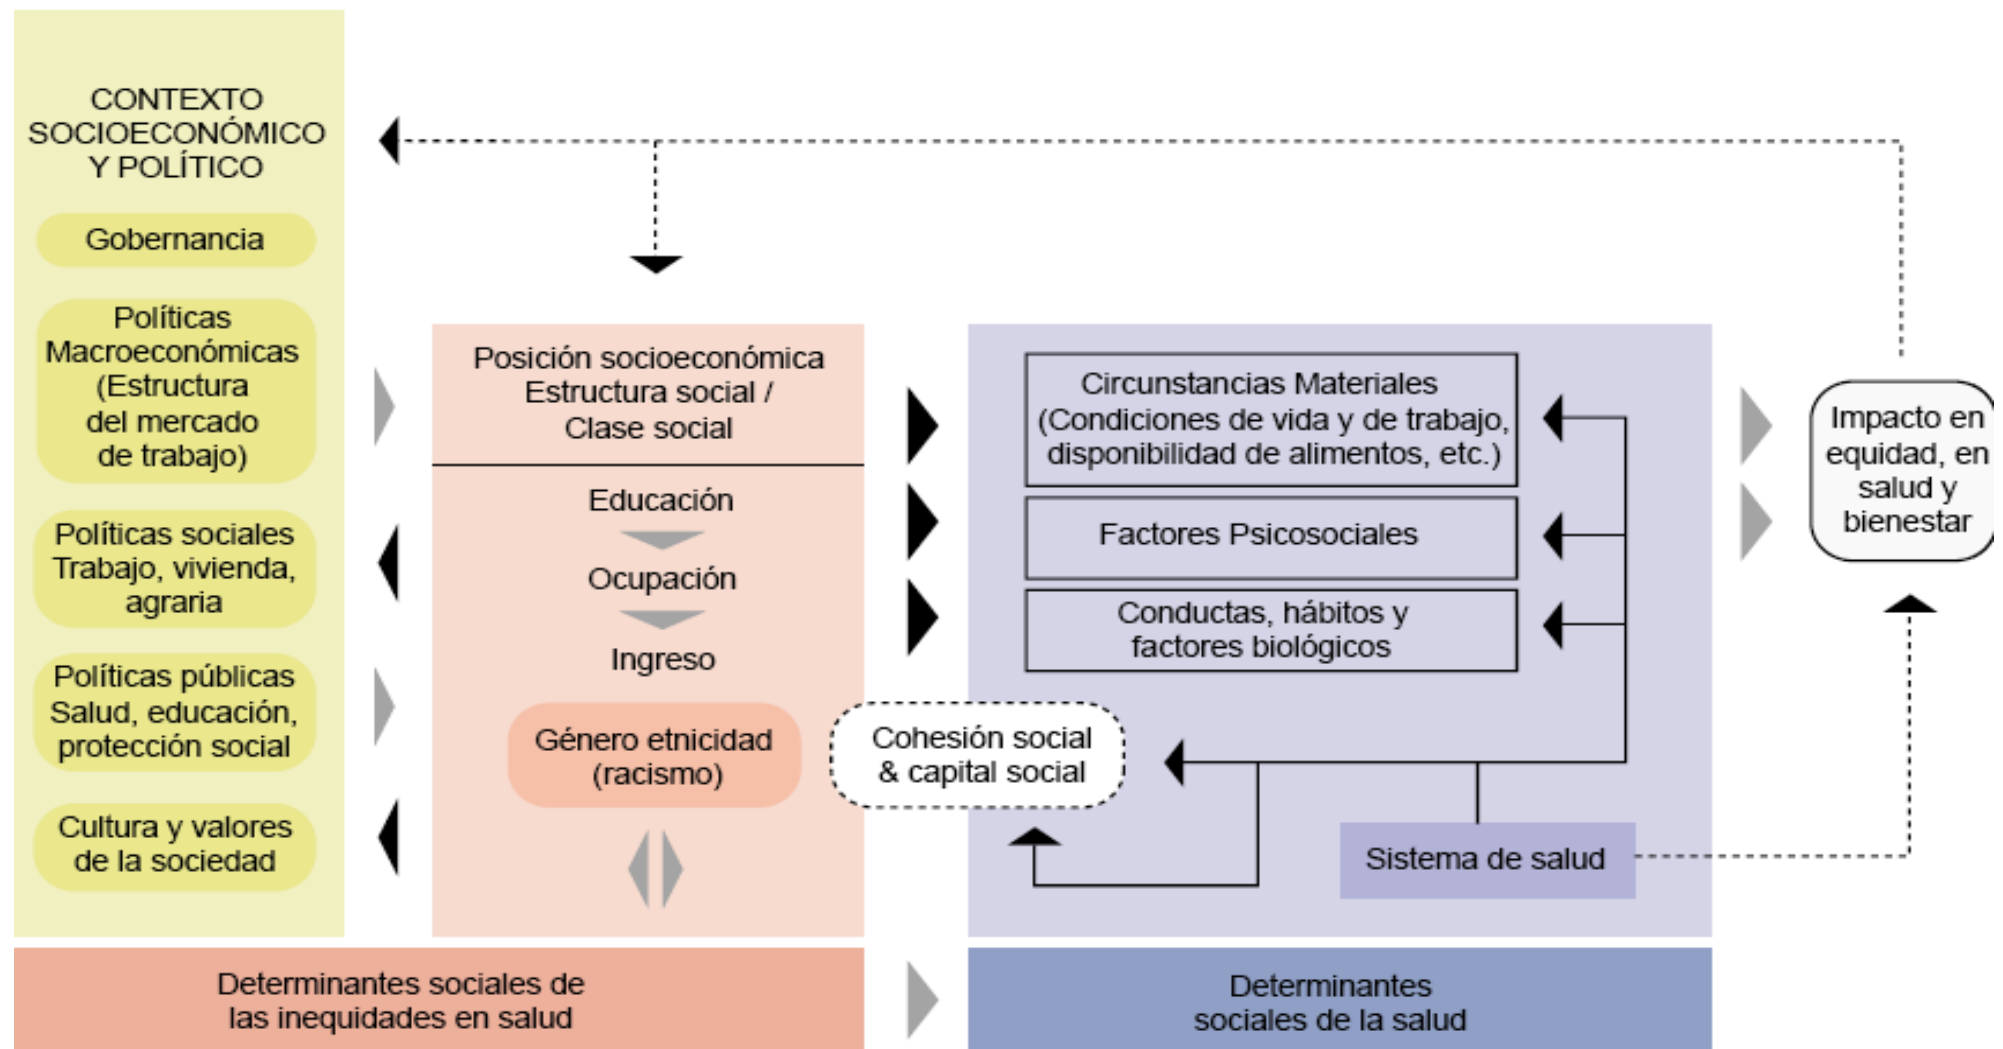 CONTEXTO
SOCIOECONÓMICO
Y POLÍTICO
Gobernancia
Políticas
Macroeconómicas
(Estructura
del mercado
de trabajo)
Políticas sociales
Trabajo, vivienda,
agraria
Políticas públicas
Salud, educación,
protección social
Cultura y valores
de la sociedad
Posición socioeconómica
Estructura social /
Clase social
Educación
Ocupación
Ingreso
Género etnicidad
(racismo)
Cohesión social
& capital social
Circunstancias Materiales
(Condiciones de vida y de trabajo,
disponibilidad de alimentos, etc.)
Factores Psicosociales
Conductas, hábitos y
factores biológicos
Sistema de salud
Impacto en
equidad, en
salud y
bienestar
Determinantes sociales de
las inequidades en salud
Determinantes
sociales de la salud